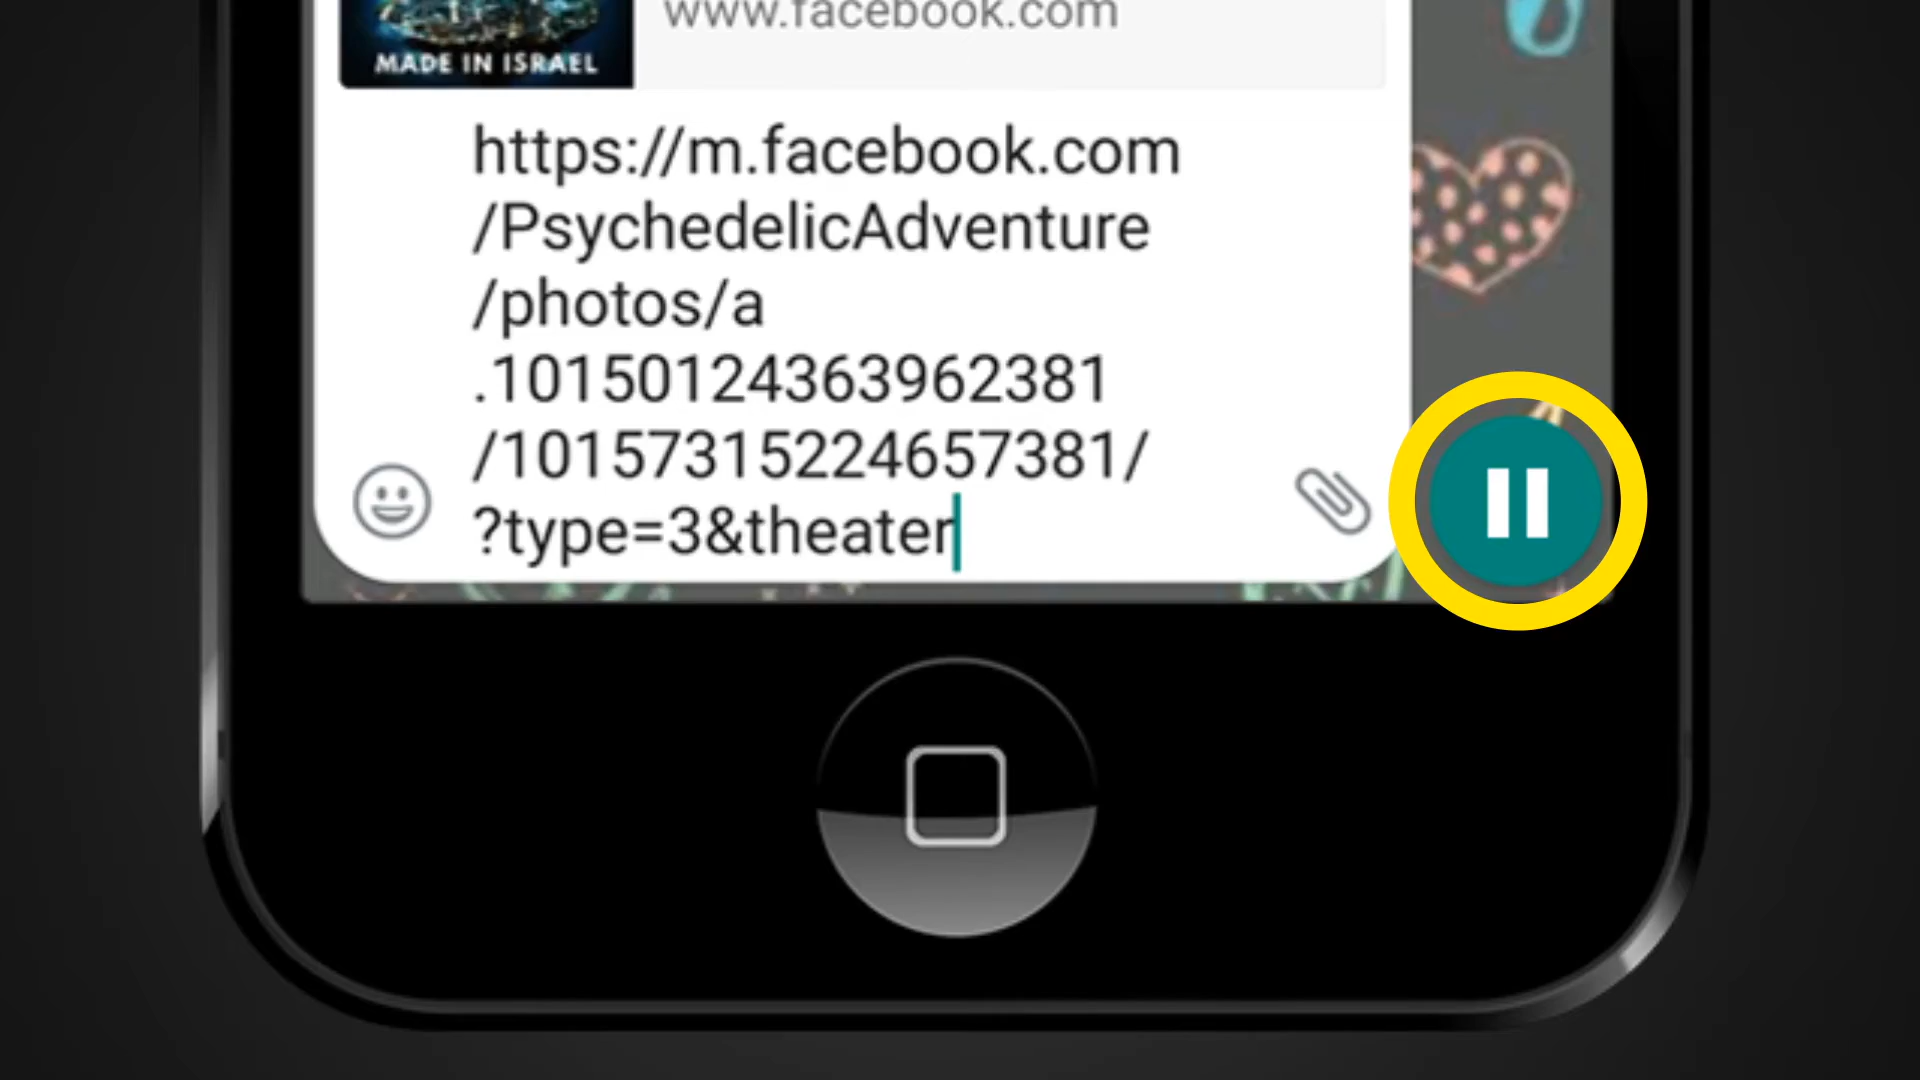 www.facebook.com
MADE IN ISRAEL
https://m.facebook.com
/PsychedelicAdventure
/photos/a
.10150124363962381
/10157315224657381/
?type=3&theater